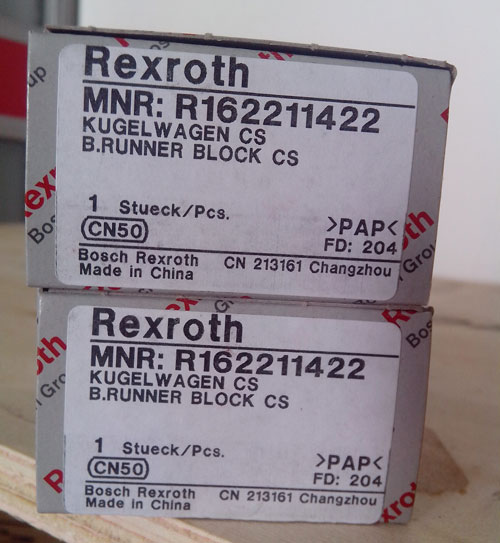 Rexroth
MNR: R162211422
KUGELWAGEN CS
B.RUNNER BLOCK CS
1 Stueck/Pcs.
CN50
>PAP<
FD: 204
Bosch Rexroth CN 213161 Changzhou
Made in China
Rexroth
MNR: R162211422
KUGELWAGEN CS
B.RUNNER BLOCK CS
1 Stueck/Pcs.
CN50
>PAP<
FD: 204
Bosch Rexroth CN 213161 Changzhou
Made in China